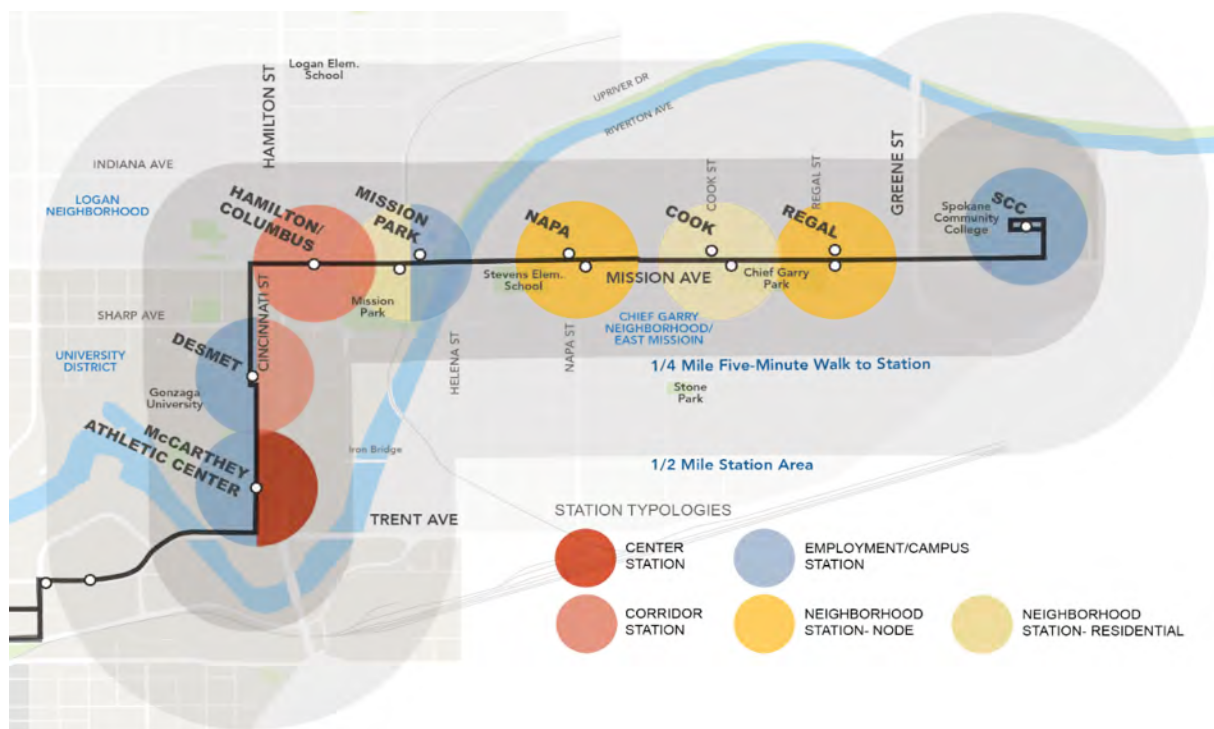 Logan Elem.
School
HAMILTON ST
UPRIVER DR
RIVERTON AVE
INDIANA AVE
LOGAN
NEIGHBORHOOD
HAMILTON/
COLUMBUS
MISSION
PARK
NAPA
COOK
COOK ST
REGAL
REGAL ST
GREENE ST
SCC
Spokane
Community
College
Stevens Elem.
School
MISSION AVE
Chief Garry
Park
Mission
Park
SHARP AVE
CINCINNATI ST
CHIEF GARRY
NEIGHBORHOOD/
EAST MISSIOIN
UNIVERSITY
DISTRICT
DESMET
HELENA ST
NAPA ST
1/4 Mile Five-Minute Walk to Station
Gonzaga
University
Stone
Park
McCARTHEY
ATHLETIC CENTER
Iron Bridge
1/2 Mile Station Area
TRENT AVE
STATION TYPOLOGIES
CENTER
STATION
EMPLOYMENT/CAMPUS
STATION
CORRIDOR
STATION
NEIGHBORHOOD
STATION- NODE
NEIGHBORHOOD
STATION- RESIDENTIAL